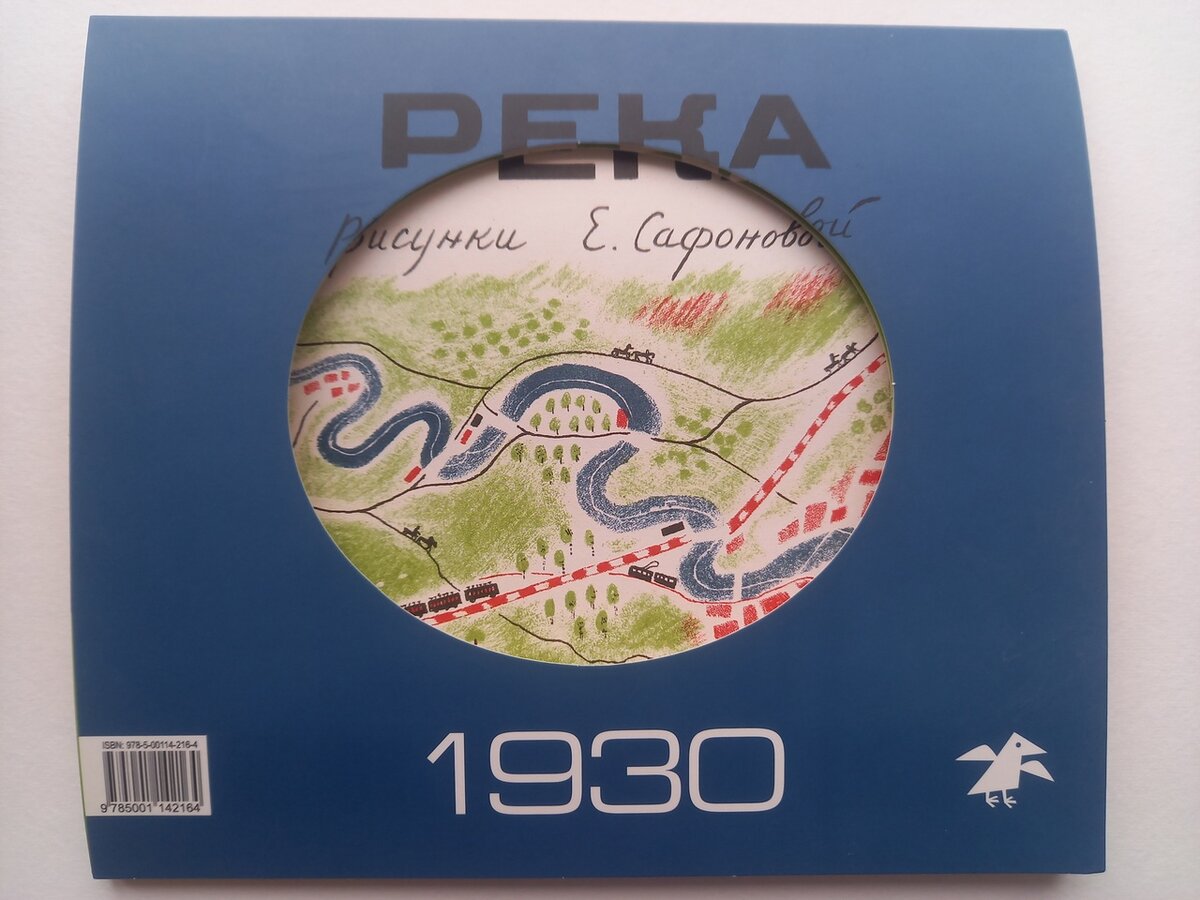 РЕКА
Рисунки Е. Сафоновой
1930
ISBN: 978-5-00114-216-4
9 785001 142164